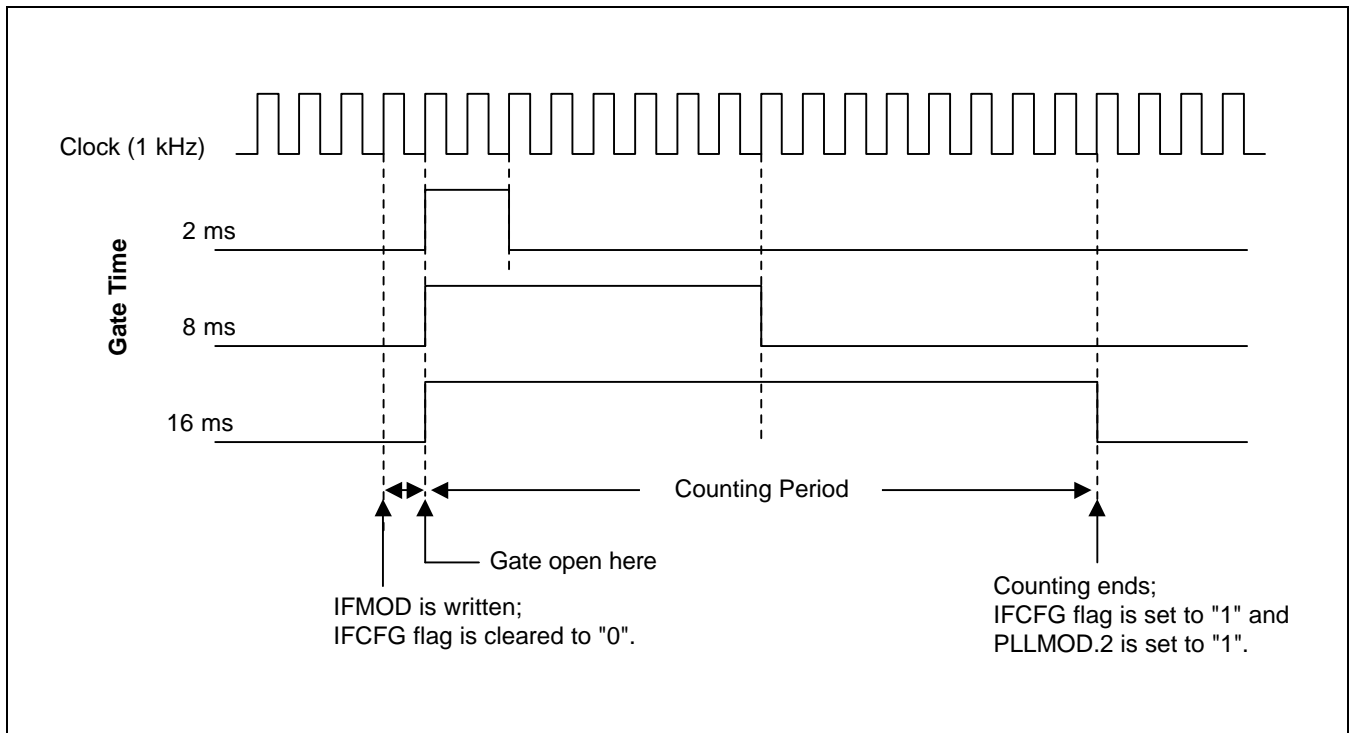 Clock (1 kHz)
Gate Time
2 ms
8 ms
16 ms
Counting Period
Gate open here
IFMOD is written;
IFCFG flag is cleared to "0".
Counting ends;
IFCFG flag is set to "1" and
PLLMOD.2 is set to "1".